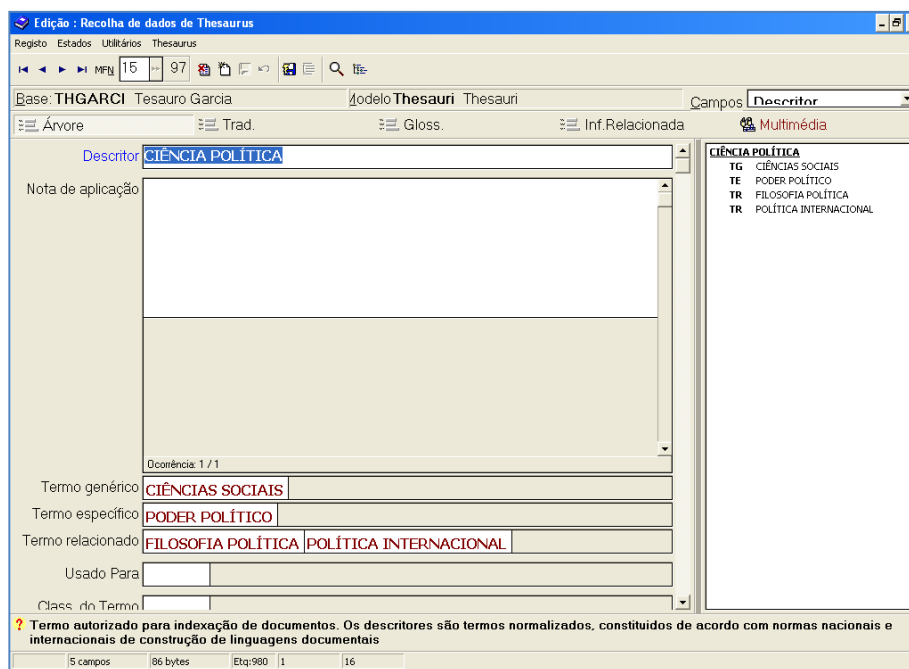 Edição : Recolha de dados de Thesaurus
Registo Estados Utilitários Thesaurus
MFN 15 97
Base: THGARCI Tesauro Garcia Modelo Thesauri Thesauri Campos Descritor
Árvore Trad. Gloss. Inf.Relacionada Multimédia
Descritor CIÊNCIA POLÍTICA
Nota de aplicação
Ocorrência: 1 / 1
Termo genérico CIÊNCIAS SOCIAIS
Termo específico PODER POLÍTICO
Termo relacionado FILOSOFIA POLÍTICA POLÍTICA INTERNACIONAL
Usado Para
Class. do Termo
CIÊNCIA POLÍTICA
TG CIÊNCIAS SOCIAIS
TE PODER POLÍTICO
TR FILOSOFIA POLÍTICA
TR POLÍTICA INTERNACIONAL
? Termo autorizado para indexação de documentos. Os descritores são termos normalizados, constituidos de acordo com normas nacionais e
internacionais de construção de linguagens documentais
5 campos 86 bytes Etq:980 1 16